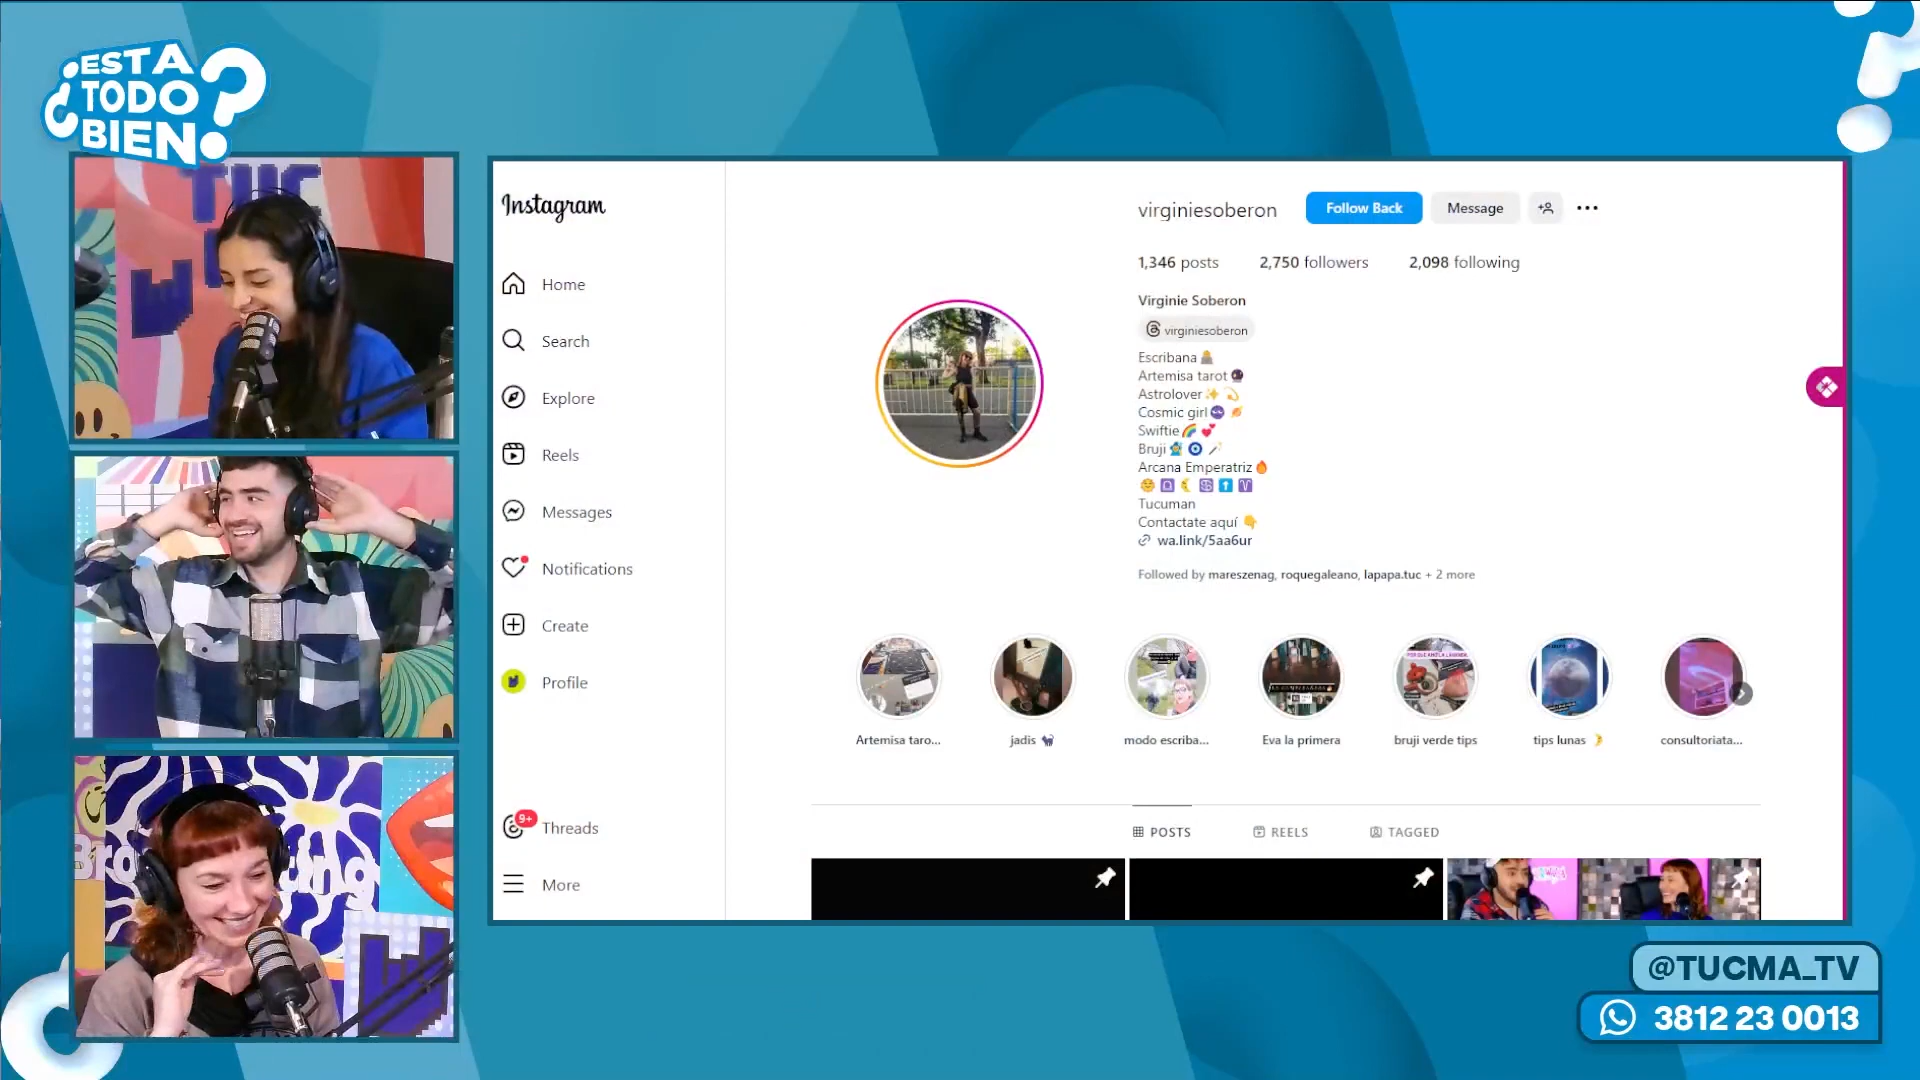 ¿ESTA
TODO
BIEN?
TUC
Instagram
Home
Search
Explore
Reels
Messages
Notifications
Create
Profile
9+
Threads
More
virginiesoberon
Follow Back
Message
1,346 posts
2,750 followers
2,098 following
Virginie Soberon
virginiesoberon
Escribana
Artemisa tarot
Astrolover
Cosmic girl
Swiftie
Bruji
Arcana Emperatriz
Tucuman
Contactate aquí
wa.link/5aa6ur
Followed by mareszenag, roquegaleano, lapapa.tuc + 2 more
Artemisa taro...
jadis
modo escriba...
Eva la primera
bruji verde tips
tips lunas
consultoriata...
POSTS
REELS
TAGGED
@TUCMA_TV
3812 23 0013